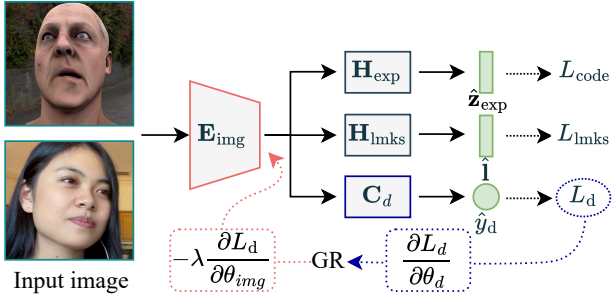 E_img
H_exp
H_lmks
C_d
ẑ_exp
l̂
ŷ_d
L_code
L_lmks
L_d
−λ ∂L_d / ∂θ_img
GR
∂L_d / ∂θ_d
Input image